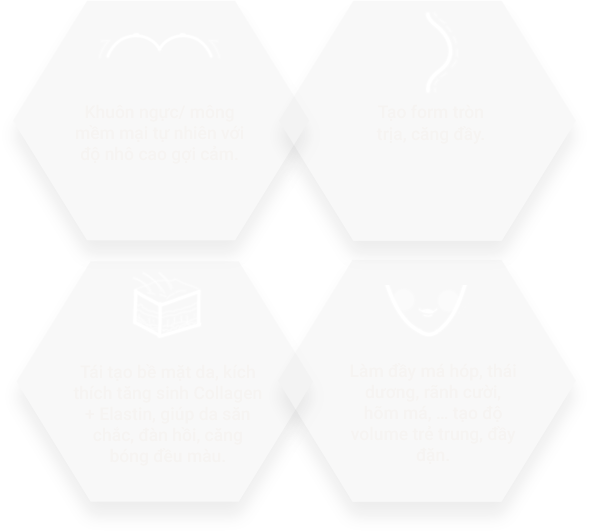 Khuôn ngực/ mông
mềm mại tự nhiên với
độ nhô cao gợi cảm.
Tạo form tròn
trịa, căng đầy
Tái tạo bề mặt da, kích
thích tăng sinh Collagen
+ Elastin, giúp da săn
chắc, đàn hồi, căng
bóng đều màu.
Làm đầy má hóp, thái
dương, rãnh cười,
hõm má, ... tạo độ
volume trẻ trung, đầy
đặn.